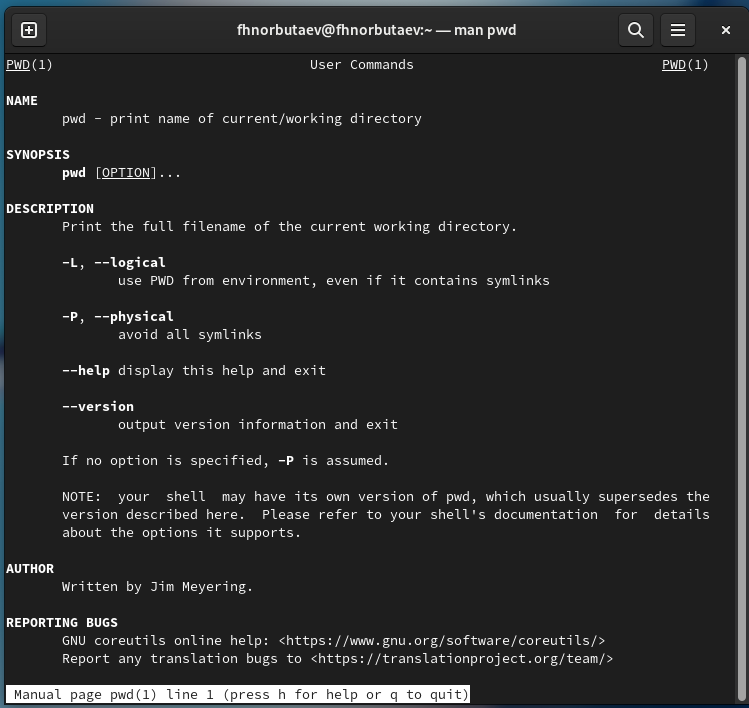 fhnorbutaev@fhnorbutaev:~ — man pwd
PWD(1) User Commands PWD(1)
NAME
pwd - print name of current/working directory
SYNOPSIS
pwd [OPTION]...
DESCRIPTION
Print the full filename of the current working directory.
-L, --logical
use PWD from environment, even if it contains symlinks
-P, --physical
avoid all symlinks
--help display this help and exit
--version
output version information and exit
If no option is specified, -P is assumed.
NOTE:  your  shell  may have its own version of pwd, which usually supersedes the
version described here.  Please refer to your shell's documentation  for  details
about the options it supports.
AUTHOR
Written by Jim Meyering.
REPORTING BUGS
GNU coreutils online help: <https://www.gnu.org/software/coreutils/>
Report any translation bugs to <https://translationproject.org/team/>
Manual page pwd(1) line 1 (press h for help or q to quit)